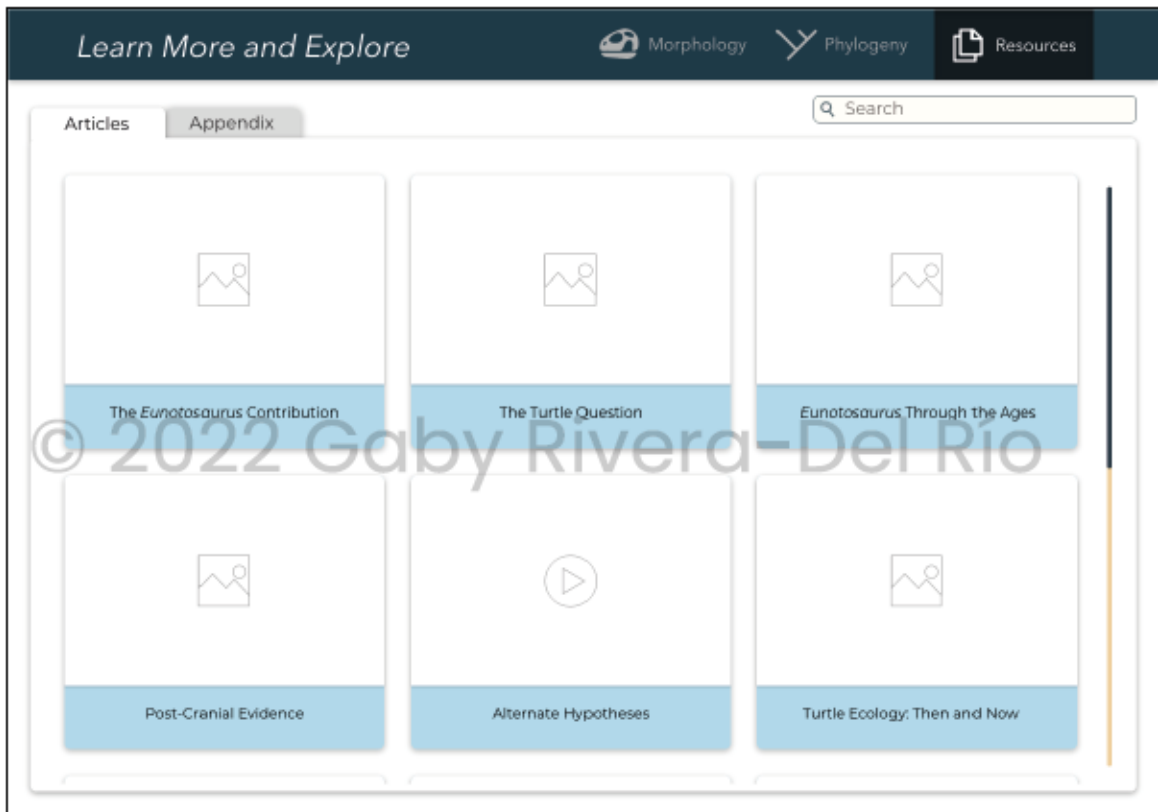 Learn More and Explore
Morphology
Phylogeny
Resources
Articles
Appendix
Search
The Eunotosaurus Contribution
The Turtle Question
Eunotosaurus Through the Ages
© 2022 Gaby Rivera-Del Río
Post-Cranial Evidence
Alternate Hypotheses
Turtle Ecology: Then and Now